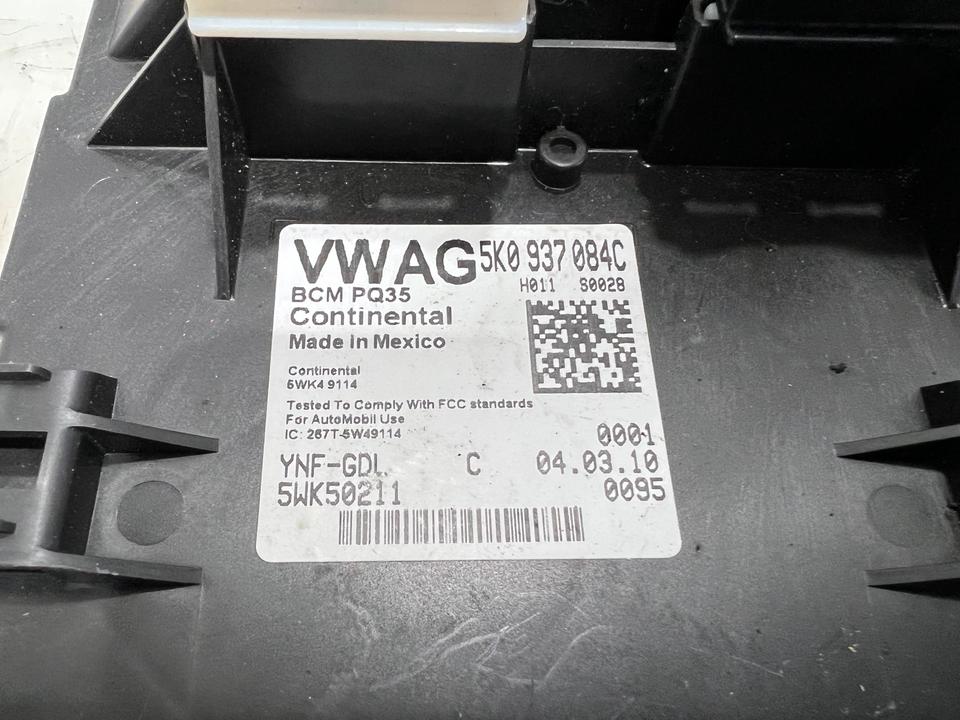 VWAG 5K0 937 084C
BCM PQ35 H011 S0028
Continental
Made in Mexico
Continental
5WK4 9114
Tested To Comply With FCC standards
For AutoMobil Use
IC: 267T-5W49114
0001
YNF-GDL C 04.03.10
5WK50211 0095